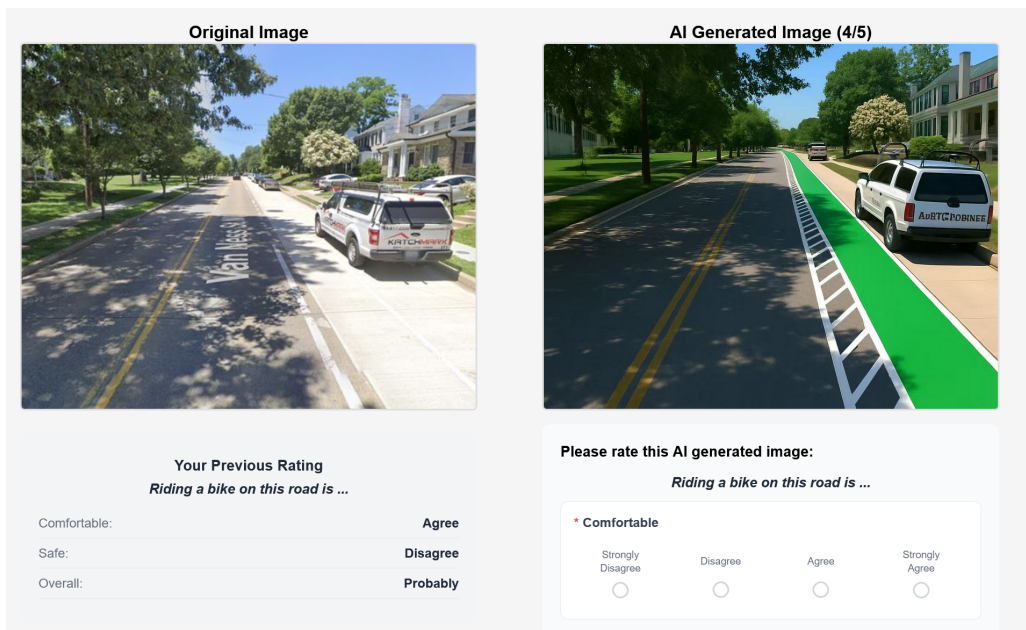 Original Image
Van Ness S
KATCHMARK
Your Previous Rating
Riding a bike on this road is ...
Comfortable: Agree
Safe: Disagree
Overall: Probably
AI Generated Image (4/5)
Please rate this AI generated image:
Riding a bike on this road is ...
* Comfortable
Strongly Disagree
Disagree
Agree
Strongly Agree